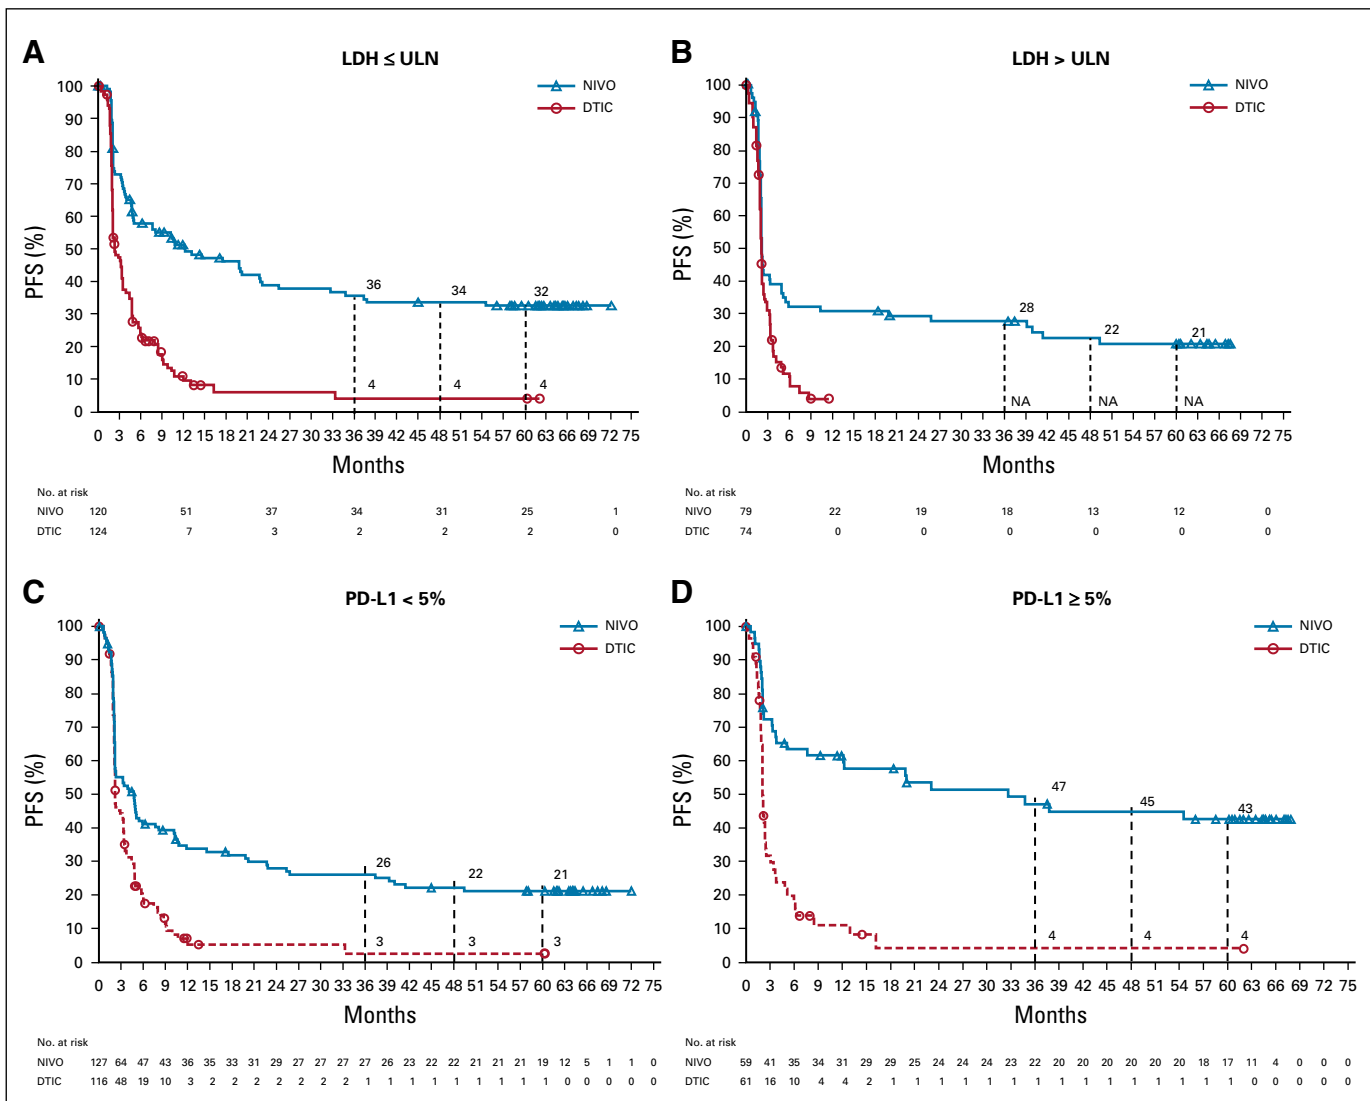 A
LDH ≤ ULN
NIVO
DTIC
PFS (%)
100
90
80
70
60
50
40
30
20
10
0
36
34
32
4
4
4
0 3 6 9 12 15 18 21 24 27 30 33 36 39 42 45 48 51 54 57 60 63 66 69 72 75
Months
No. at risk
NIVO 120 51 37 34 31 25 1
DTIC 124 7 3 2 2 2 0
B
LDH > ULN
NIVO
DTIC
PFS (%)
100
90
80
70
60
50
40
30
20
10
0
28
22
21
NA
NA
NA
0 3 6 9 12 15 18 21 24 27 30 33 36 39 42 45 48 51 54 57 60 63 66 69 72 75
Months
No. at risk
NIVO 79 22 19 18 13 12 0
DTIC 74 0 0 0 0 0 0
C
PD-L1 < 5%
NIVO
DTIC
PFS (%)
100
90
80
70
60
50
40
30
20
10
0
26
22
21
3
3
3
0 3 6 9 12 15 18 21 24 27 30 33 36 39 42 45 48 51 54 57 60 63 66 69 72 75
Months
No. at risk
NIVO 127 64 47 43 36 35 33 31 29 27 27 27 27 26 23 22 22 21 21 21 19 12 5 1 1 0
DTIC 116 48 19 10 3 2 2 2 2 2 2 2 1 1 1 1 1 1 1 1 1 0 0 0 0 0
D
PD-L1 ≥ 5%
NIVO
DTIC
PFS (%)
100
90
80
70
60
50
40
30
20
10
0
47
45
43
4
4
4
0 3 6 9 12 15 18 21 24 27 30 33 36 39 42 45 48 51 54 57 60 63 66 69 72 75
Months
No. at risk
NIVO 59 41 35 34 31 29 29 25 24 24 24 23 22 20 20 20 20 20 20 18 17 11 4 0 0 0
DTIC 61 16 10 4 4 2 1 1 1 1 1 1 1 1 1 1 1 1 1 1 1 0 0 0 0 0